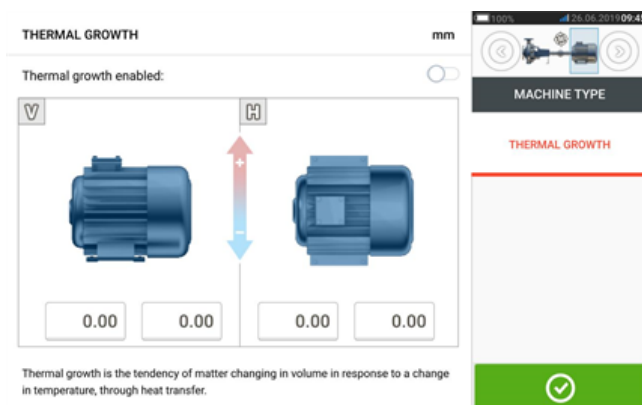 THERMAL GROWTH mm
100% 26.06.2019 09:45
Thermal growth enabled:
MACHINE TYPE
V H
THERMAL GROWTH
+
−
0.00 0.00 0.00 0.00
Thermal growth is the tendency of matter changing in volume in response to a change
in temperature, through heat transfer.